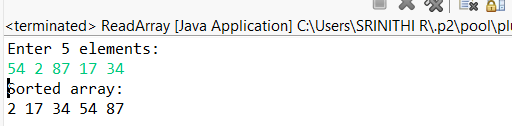 <terminated> ReadArray [Java Application] C:\Users\SRINITHI R\.p2\pool\plu
Enter 5 elements:
54 2 87 17 34
Sorted array:
2 17 34 54 87